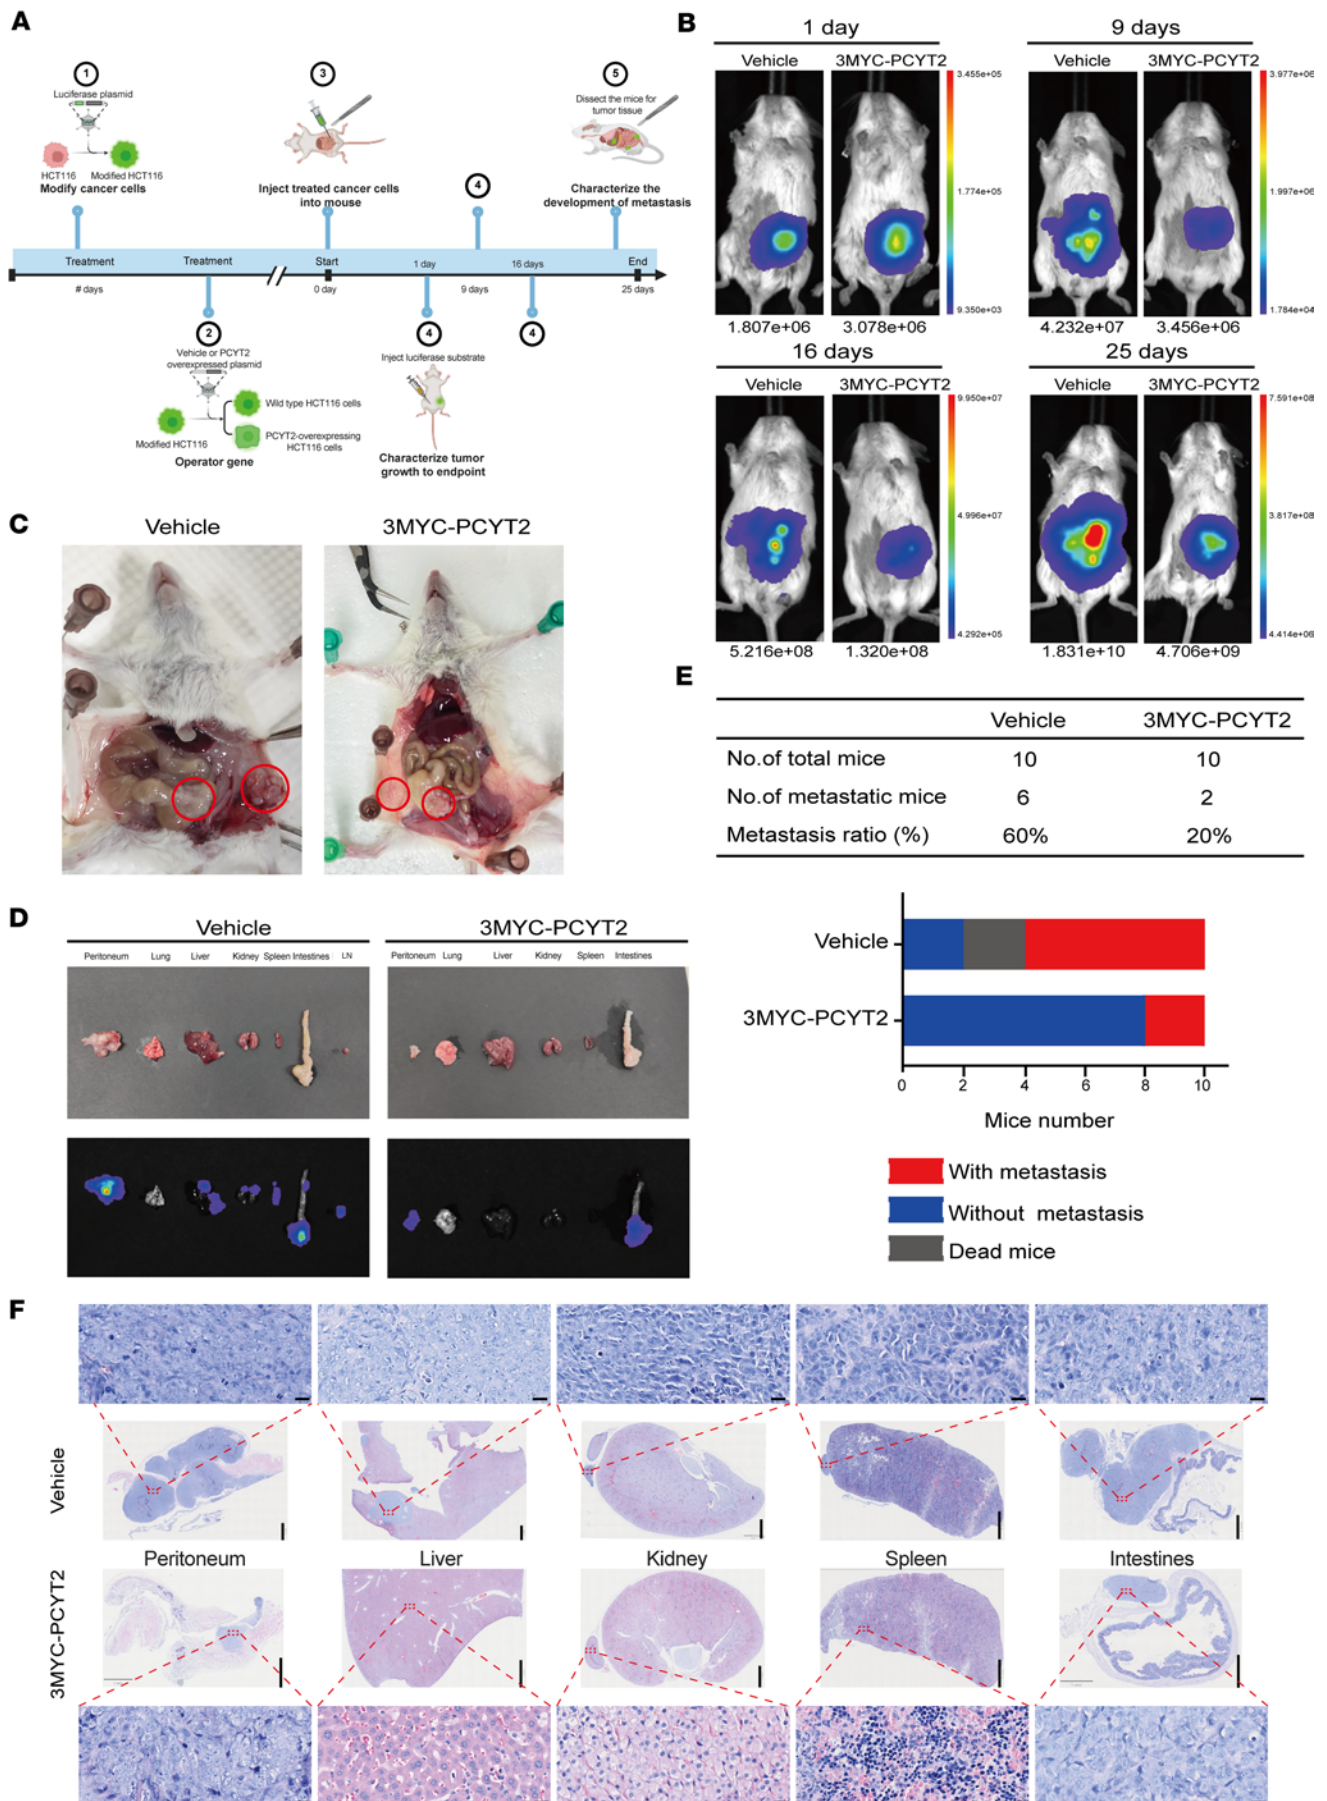 A
1
Luciferase plasmid
HCT116
Modified HCT116
Modify cancer cells
3
Inject treated cancer cells
into mouse
4
5
Dissect the mice for
tumor tissue
Characterize the
development of metastasis
Treatment
Treatment
Start
1 day
16 days
End
# days
0 day
9 days
25 days
2
Vehicle or PCYT2
overexpressed plasmid
Modified HCT116
Wild type HCT116 cells
PCYT2-overexpressing
HCT116 cells
Operator gene
4
Inject luciferase substrate
Characterize tumor
growth to endpoint
4
B
1 day
Vehicle
3MYC-PCYT2
3.455e+05
1.774e+05
9.350e+03
1.807e+06
3.078e+06
9 days
Vehicle
3MYC-PCYT2
3.977e+06
1.997e+06
1.784e+04
4.232e+07
3.456e+06
16 days
Vehicle
3MYC-PCYT2
9.950e+07
4.996e+07
4.292e+05
5.216e+08
1.320e+08
25 days
Vehicle
3MYC-PCYT2
7.591e+08
3.817e+08
4.414e+06
1.831e+10
4.706e+09
C
Vehicle
3MYC-PCYT2
D
Vehicle
Peritoneum Lung Liver Kidney Spleen Intestines LN
3MYC-PCYT2
Peritoneum Lung Liver Kidney Spleen Intestines
E
Vehicle 3MYC-PCYT2
No.of total mice 10 10
No.of metastatic mice 6 2
Metastasis ratio (%) 60% 20%
Vehicle
3MYC-PCYT2
0 2 4 6 8 10
Mice number
With metastasis
Without metastasis
Dead mice
F
Vehicle
Peritoneum Liver Kidney Spleen Intestines
3MYC-PCYT2